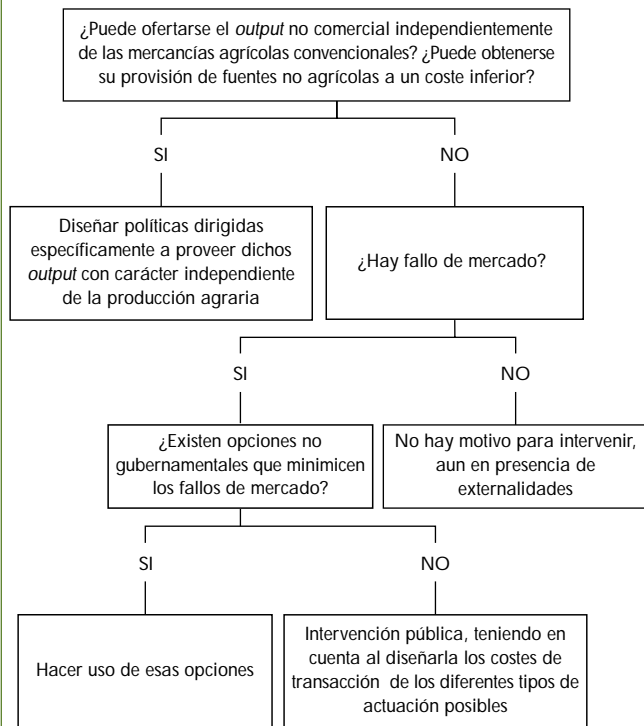 ¿Puede ofertarse el output no comercial independientemente
de las mercancías agrícolas convencionales? ¿Puede obtenerse
su provisión de fuentes no agrícolas a un coste inferior?
SI
NO
Diseñar políticas dirigidas
específicamente a proveer dichos
output con carácter independiente
de la producción agraria
¿Hay fallo de mercado?
SI
NO
¿Existen opciones no
gubernamentales que minimicen
los fallos de mercado?
No hay motivo para intervenir,
aun en presencia de
externalidades
SI
NO
Hacer uso de esas opciones
Intervención pública, teniendo en
cuenta al diseñarla los costes de
transacción de los diferentes tipos de
actuación posibles